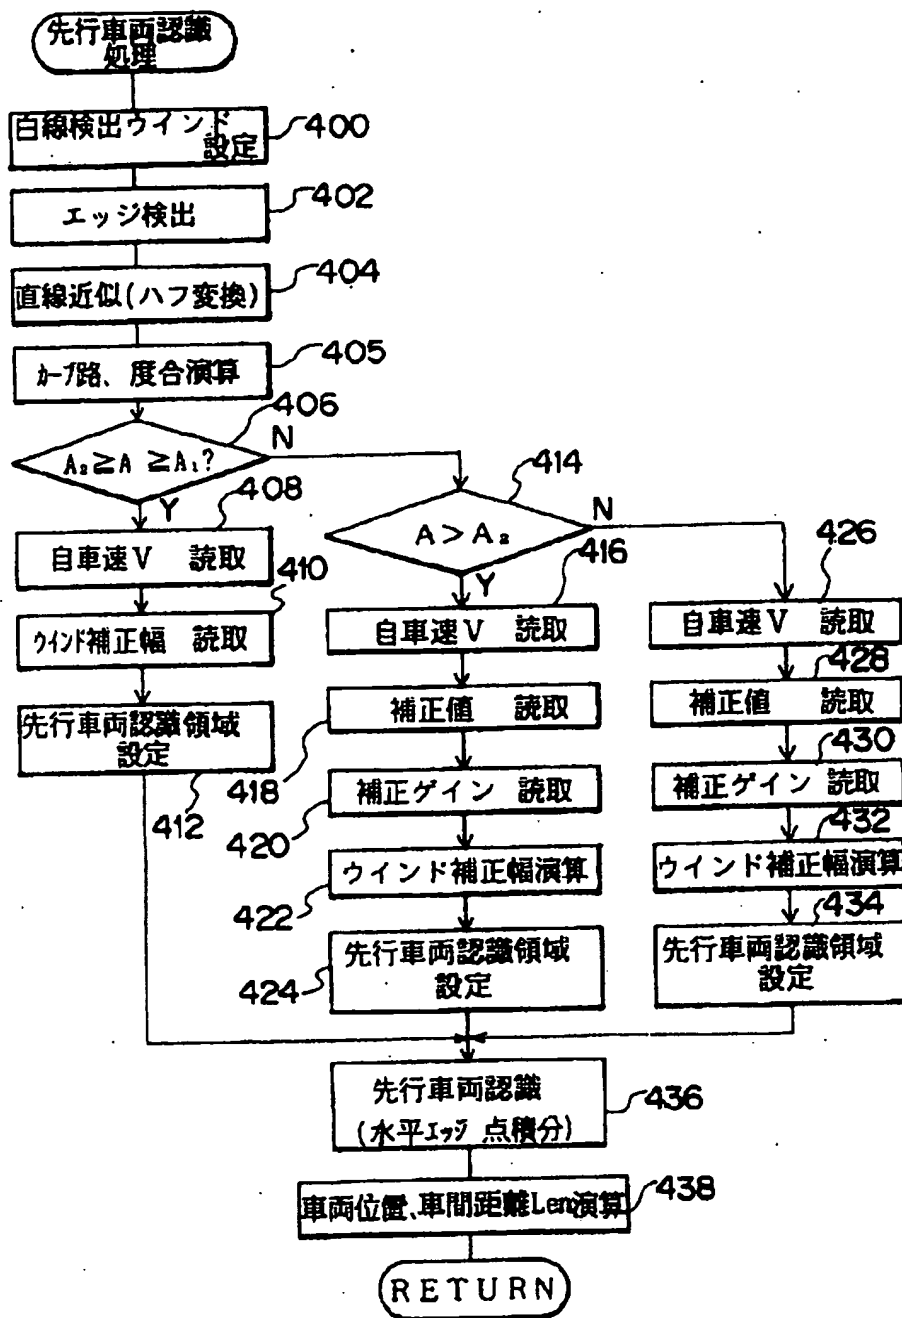 先行車両認識
処理
白線検出ウインド
設定
400
エッジ検出
402
直線近似(ハフ変換)
404
カーブ路、度合演算
405
A₂≧A ≧A₁?
406
N
Y
自車速V 読取
408
ウインド補正幅 読取
410
先行車両認識領域
設定
412
A>A₂
414
N
Y
自車速V 読取
416
補正値 読取
418
補正ゲイン 読取
420
ウインド補正幅演算
422
先行車両認識領域
設定
424
自車速V 読取
426
補正値 読取
428
補正ゲイン 読取
430
ウインド補正幅演算
432
先行車両認識領域
設定
434
先行車両認識
(水平エッジ 点積分)
436
車両位置、車間距離Len演算
438
RETURN